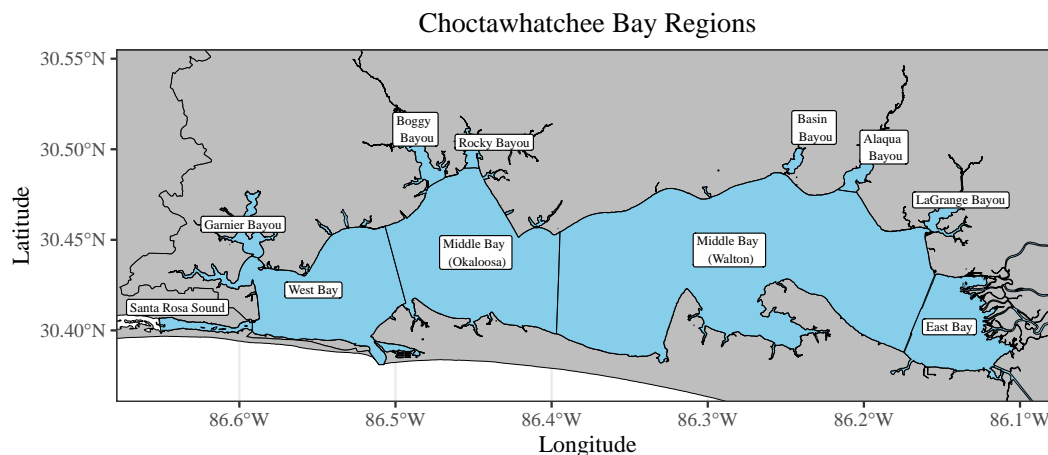 Choctawhatchee Bay Regions
30.55°N
30.50°N
30.45°N
30.40°N
Latitude
Boggy
Bayou
Rocky Bayou
Basin
Bayou
Alaqua
Bayou
LaGrange Bayou
Garnier Bayou
Middle Bay
(Okaloosa)
Middle Bay
(Walton)
West Bay
Santa Rosa Sound
East Bay
86.6°W
86.5°W
86.4°W
86.3°W
86.2°W
86.1°W
Longitude